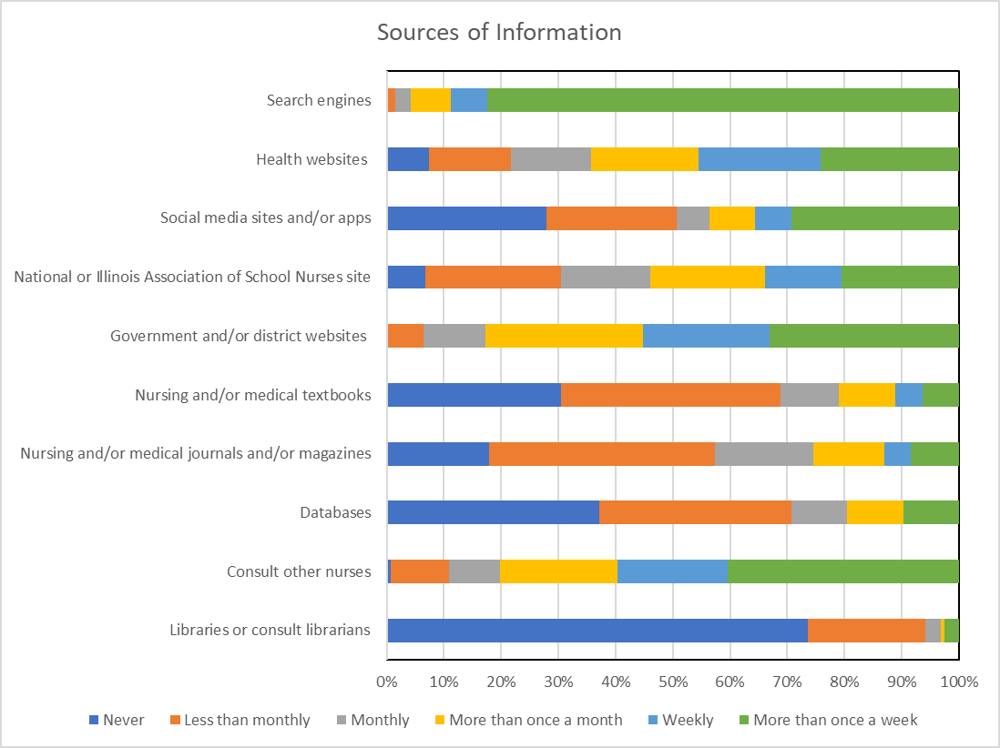 Sources of Information
Search engines
Health websites
Social media sites and/or apps
National or Illinois Association of School Nurses site
Government and/or district websites
Nursing and/or medical textbooks
Nursing and/or medical journals and/or magazines
Databases
Consult other nurses
Libraries or consult librarians
0% 10% 20% 30% 40% 50% 60% 70% 80% 90% 100%
Never Less than monthly Monthly More than once a month Weekly More than once a week